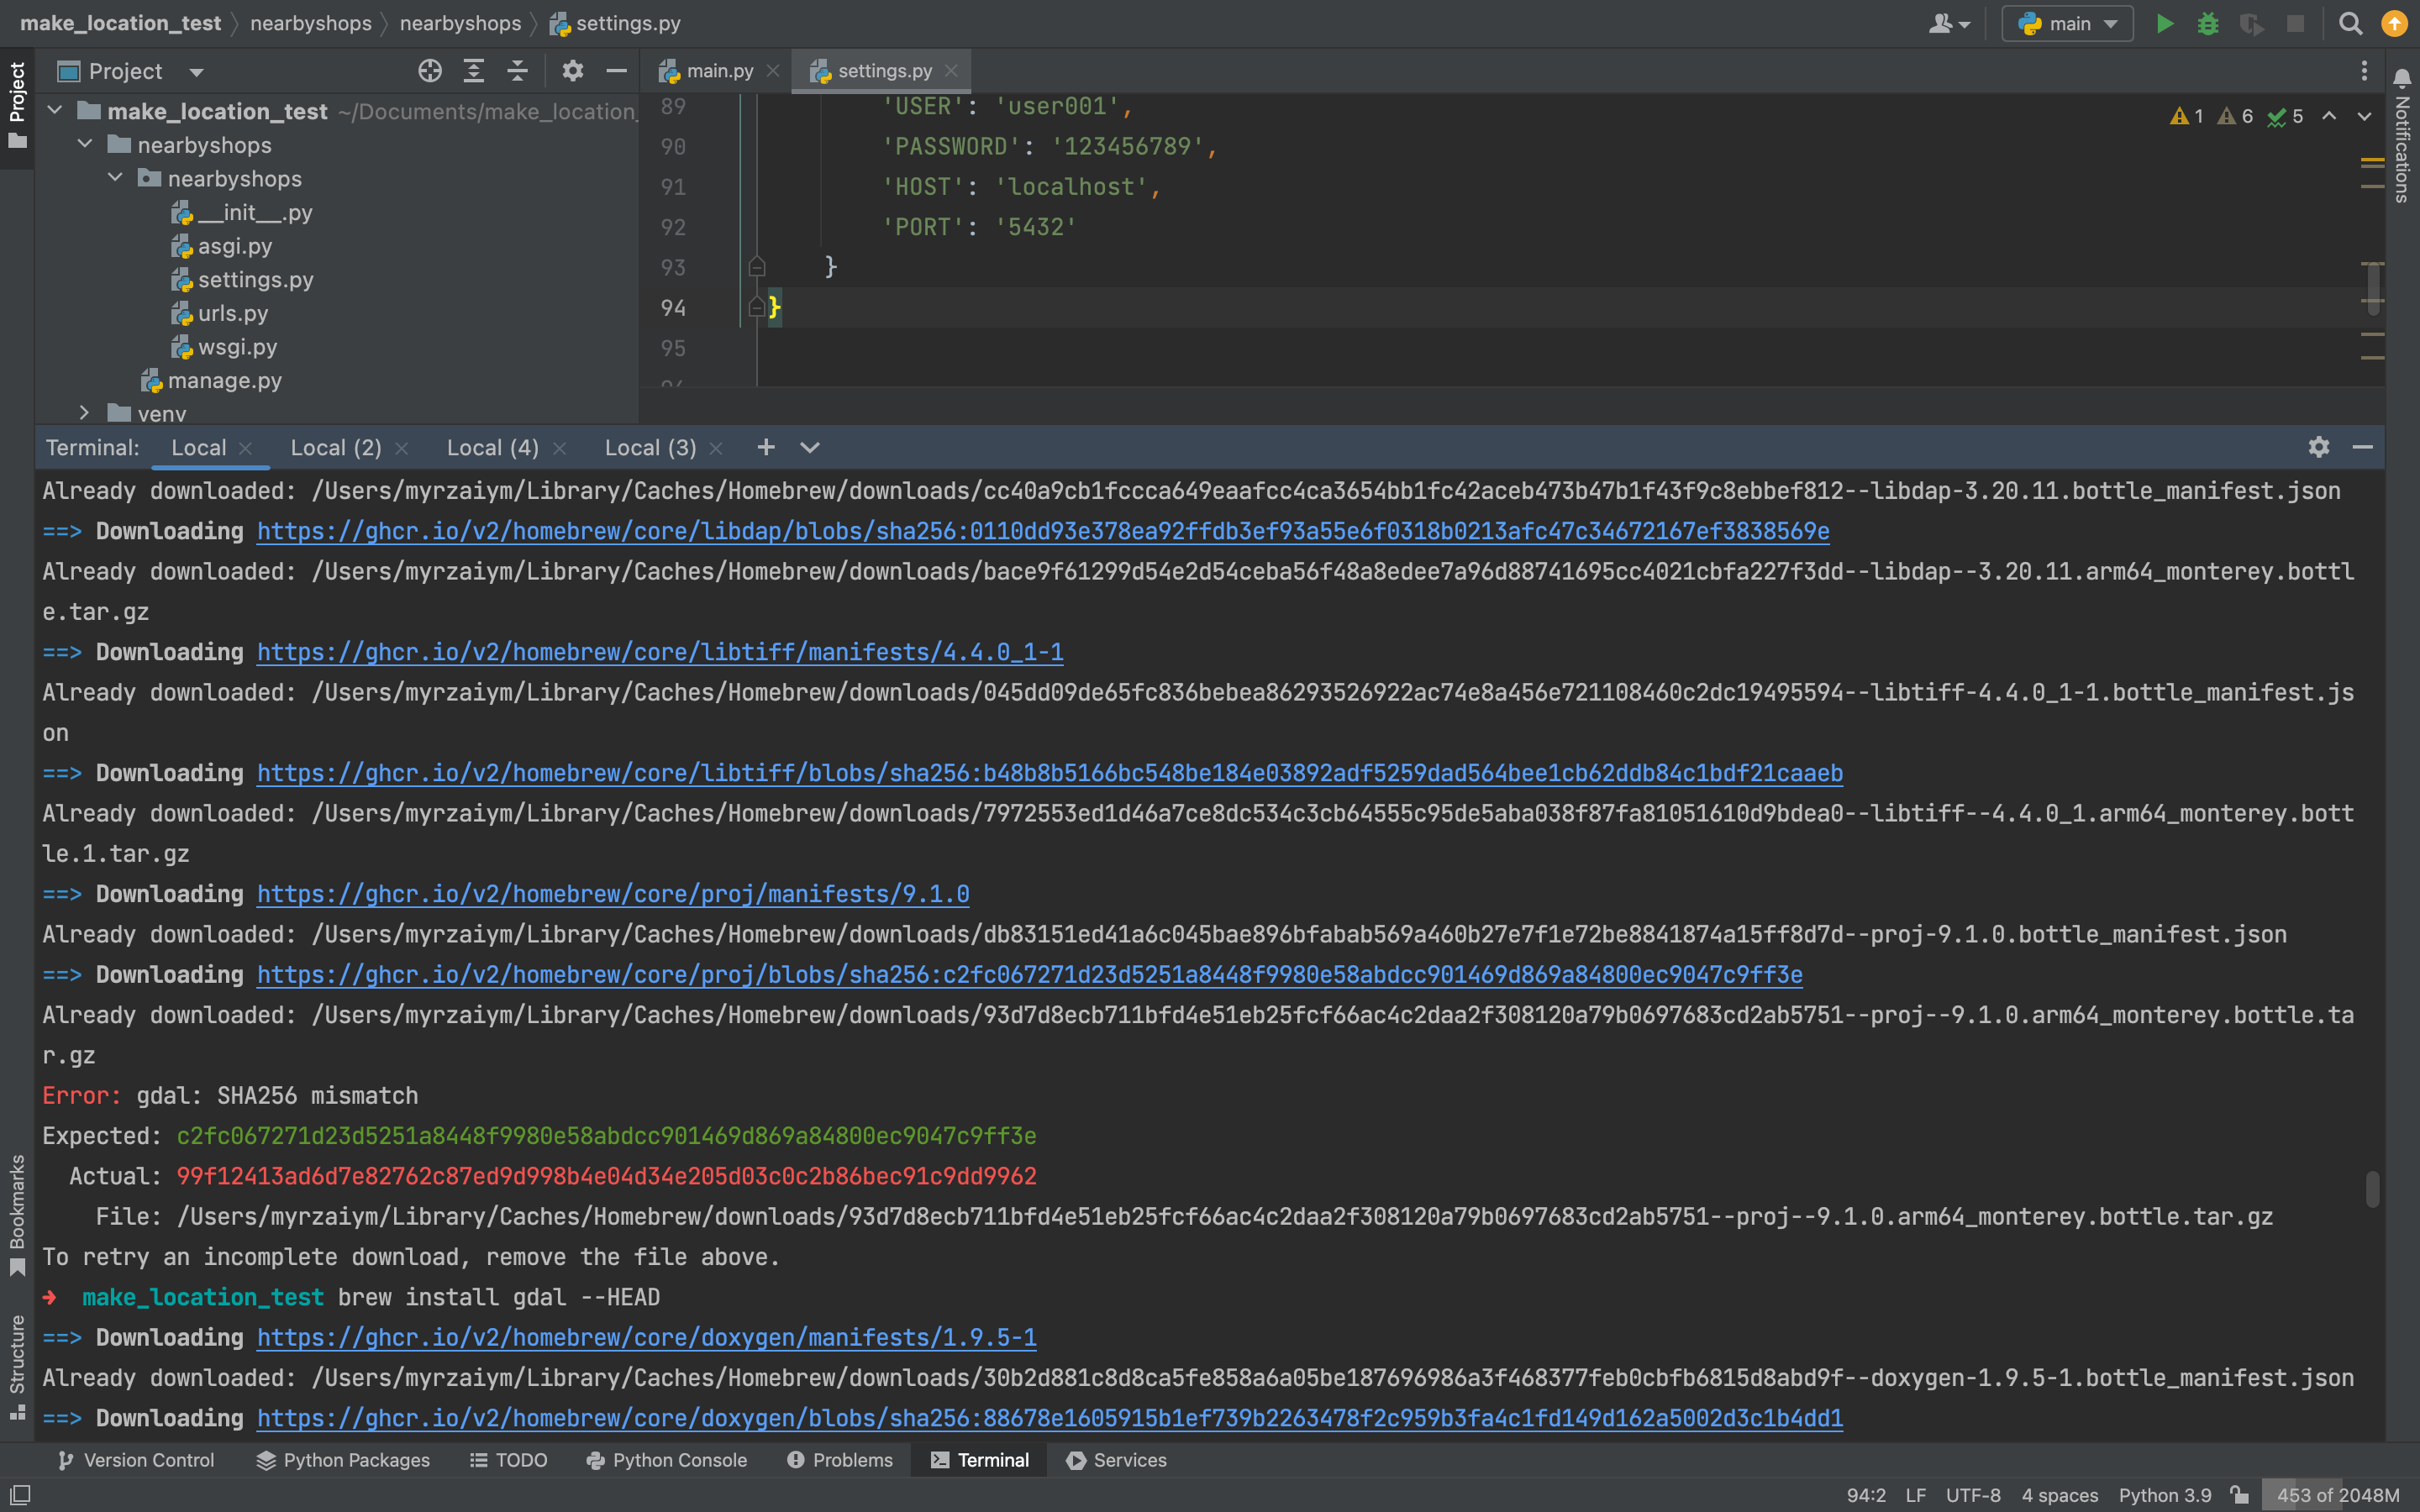 make_location_test nearbyshops nearbyshops settings.py main
Project
Project
main.py
settings.py
make_location_test ~/Documents/make_location_
nearbyshops
nearbyshops
__init__.py
asgi.py
settings.py
urls.py
wsgi.py
manage.py
venv
89 'USER': 'user001',
90 'PASSWORD': '123456789',
91 'HOST': 'localhost',
92 'PORT': '5432'
93 }
94 }
95
1 6 5
Notifications
Terminal: Local Local (2) Local (4) Local (3)
Already downloaded: /Users/myrzaiym/Library/Caches/Homebrew/downloads/cc40a9cb1fccca649eaafcc4ca3654bb1fc42aceb473b47b1f43f9c8ebbef812--libdap-3.20.11.bottle_manifest.json
==> Downloading https://ghcr.io/v2/homebrew/core/libdap/blobs/sha256:0110dd93e378ea92ffdb3ef93a55e6f0318b0213afc47c34672167ef3838569e
Already downloaded: /Users/myrzaiym/Library/Caches/Homebrew/downloads/bace9f61299d54e2d54ceba56f48a8edee7a96d88741695cc4021cbfa227f3dd--libdap--3.20.11.arm64_monterey.bottl
e.tar.gz
==> Downloading https://ghcr.io/v2/homebrew/core/libtiff/manifests/4.4.0_1-1
Already downloaded: /Users/myrzaiym/Library/Caches/Homebrew/downloads/045dd09de65fc836bebea86293526922ac74e8a456e721108460c2dc19495594--libtiff-4.4.0_1-1.bottle_manifest.js
on
==> Downloading https://ghcr.io/v2/homebrew/core/libtiff/blobs/sha256:b48b8b5166bc548be184e03892adf5259dad564bee1cb62ddb84c1bdf21caaeb
Already downloaded: /Users/myrzaiym/Library/Caches/Homebrew/downloads/7972553ed1d46a7ce8dc534c3cb64555c95de5aba038f87fa81051610d9bdea0--libtiff--4.4.0_1.arm64_monterey.bott
le.1.tar.gz
==> Downloading https://ghcr.io/v2/homebrew/core/proj/manifests/9.1.0
Already downloaded: /Users/myrzaiym/Library/Caches/Homebrew/downloads/db83151ed41a6c045bae896bfabab569a460b27e7f1e72be8841874a15ff8d7d--proj-9.1.0.bottle_manifest.json
==> Downloading https://ghcr.io/v2/homebrew/core/proj/blobs/sha256:c2fc067271d23d5251a8448f9980e58abdcc901469d869a84800ec9047c9ff3e
Already downloaded: /Users/myrzaiym/Library/Caches/Homebrew/downloads/93d7d8ecb711bfd4e51eb25fcf66ac4c2daa2f308120a79b0697683cd2ab5751--proj--9.1.0.arm64_monterey.bottle.ta
r.gz
Error: gdal: SHA256 mismatch
Expected: c2fc067271d23d5251a8448f9980e58abdcc901469d869a84800ec9047c9ff3e
Actual: 99f12413ad6d7e82762c87ed9d998b4e04d34e205d03c0c2b86bec91c9dd9962
File: /Users/myrzaiym/Library/Caches/Homebrew/downloads/93d7d8ecb711bfd4e51eb25fcf66ac4c2daa2f308120a79b0697683cd2ab5751--proj--9.1.0.arm64_monterey.bottle.tar.gz
To retry an incomplete download, remove the file above.
➜ make_location_test brew install gdal --HEAD
==> Downloading https://ghcr.io/v2/homebrew/core/doxygen/manifests/1.9.5-1
Already downloaded: /Users/myrzaiym/Library/Caches/Homebrew/downloads/30b2d881c8d8ca5fe858a6a05be187696986a3f468377feb0cbfb6815d8abd9f--doxygen-1.9.5-1.bottle_manifest.json
==> Downloading https://ghcr.io/v2/homebrew/core/doxygen/blobs/sha256:88678e1605915b1ef739b2263478f2c959b3fa4c1fd149d162a5002d3c1b4dd1
Bookmarks
Structure
Version Control Python Packages TODO Python Console Problems Terminal Services
94:2 LF UTF-8 4 spaces Python 3.9 453 of 2048M